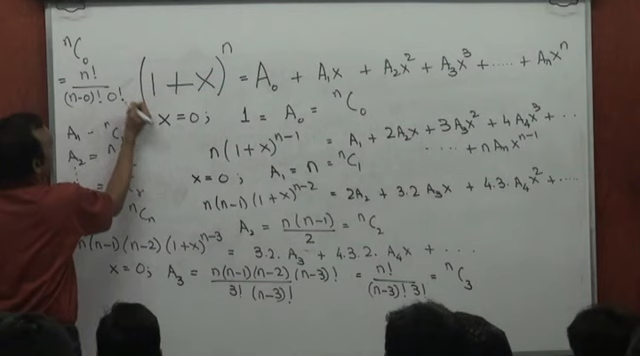 ⁿC₀
= n! / (n-0)! 0!
(1 + x)ⁿ = A₀ + A₁x + A₂x² + A₃x³ + ..... + Aₙxⁿ
x = 0 ; 1 = A₀ = ⁿC₀
A₁ - ⁿC
A₂ = ⁿ
n(1+x)ⁿ⁻¹ = A₁ + 2A₂x + 3A₃x² + 4A₄x³ + ..
.... + nAₙxⁿ⁻¹
x = 0 ; A₁ = n = ⁿC₁
ⁿCₙ
n(n-1)(1+x)ⁿ⁻² = 2A₂ + 3.2 A₃x + 4.3.A₄x² + ....
A₂ = n(n-1) / 2 = ⁿC₂
n(n-1)(n-2)(1+x)ⁿ⁻³ = 3.2.A₃ + 4.3.2.A₄x + ...
x = 0 ; A₃ = n(n-1)(n-2)(n-3)! / 3! (n-3)! = n! / (n-3)! 3! = ⁿC₃